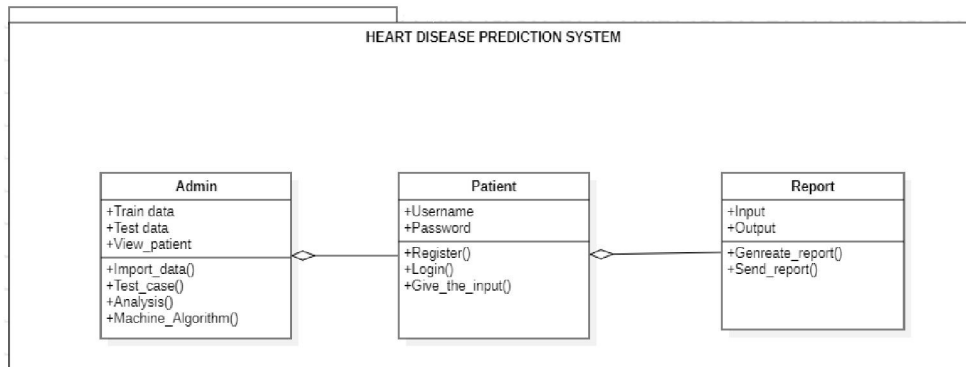 HEART DISEASE PREDICTION SYSTEM
Admin
+Train data
+Test data
+View_patient
+Import_data()
+Test_case()
+Analysis()
+Machine_Algorithm()
Patient
+Username
+Password
+Register()
+Login()
+Give_the_input()
Report
+Input
+Output
+Genreate_report()
+Send_report()